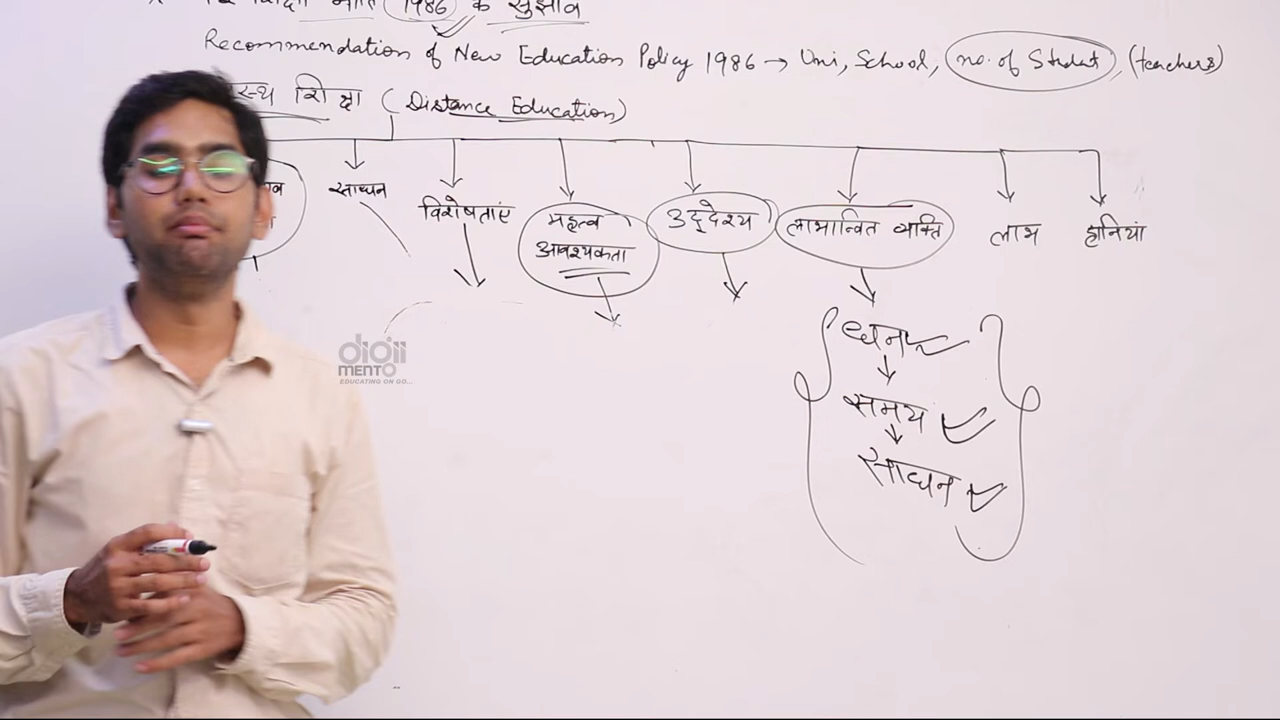 नीति 1986 के सुझाव
Recommendation of New Education Policy 1986 → Uni, School, no. of Student, (teachers)
शिक्षा (Distance Education)
साधन
विशेषताएं
महत्व
आवश्यकता
उद्देश्य
लाभान्वित व्यक्ति
लाभ
हानियां
धन
समय
साधन
digii
MENTO
EDUCATING ON GO...